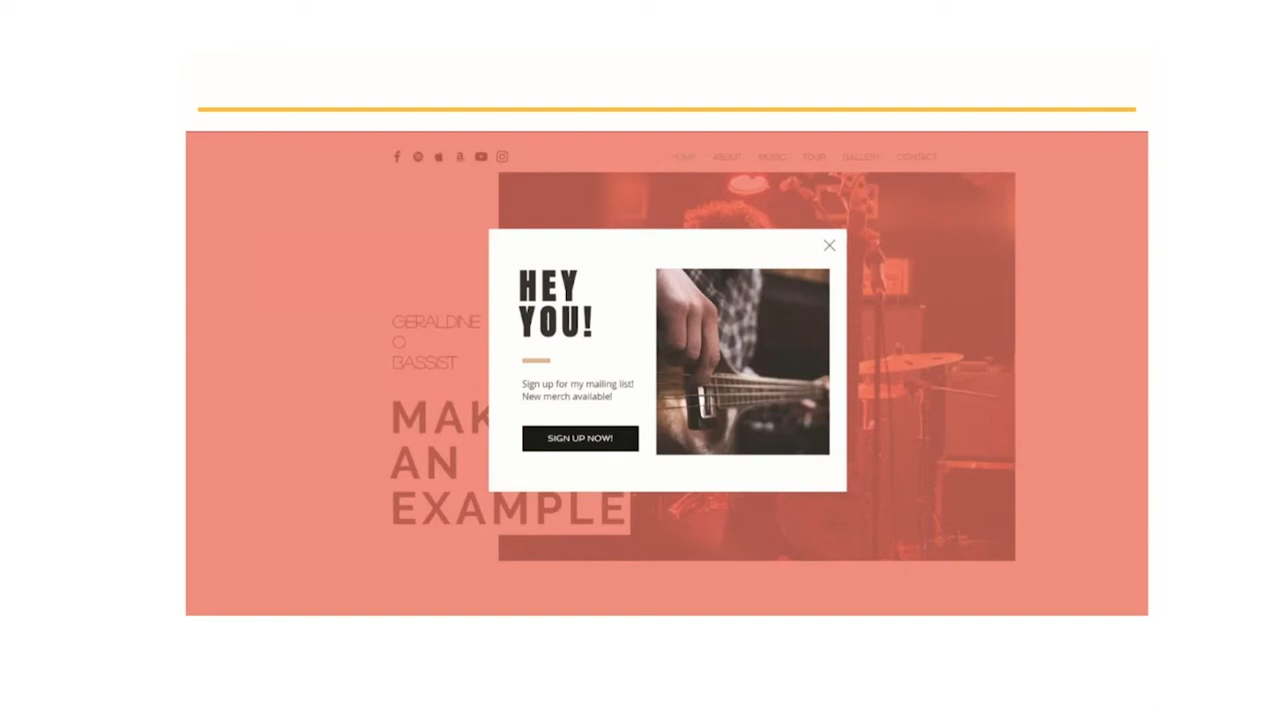 HOME ABOUT MUSIC TOUR GALLERY CONTACT
GERALDINE
O
BASSIST
MAK
AN
EXAMPLE
HEY
YOU!
Sign up for my mailing list!
New merch available!
SIGN UP NOW!